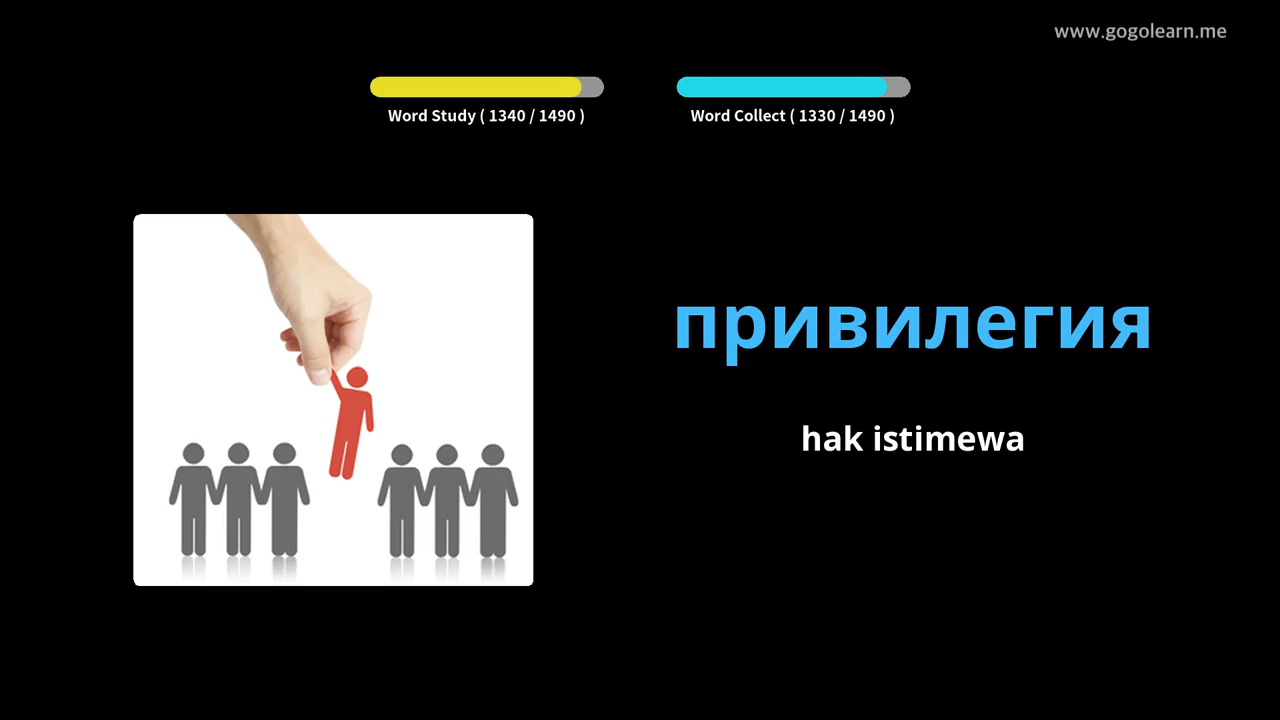 www.gogolearn.me
Word Study ( 1340 / 1490 )
Word Collect ( 1330 / 1490 )
привилегия
hak istimewa